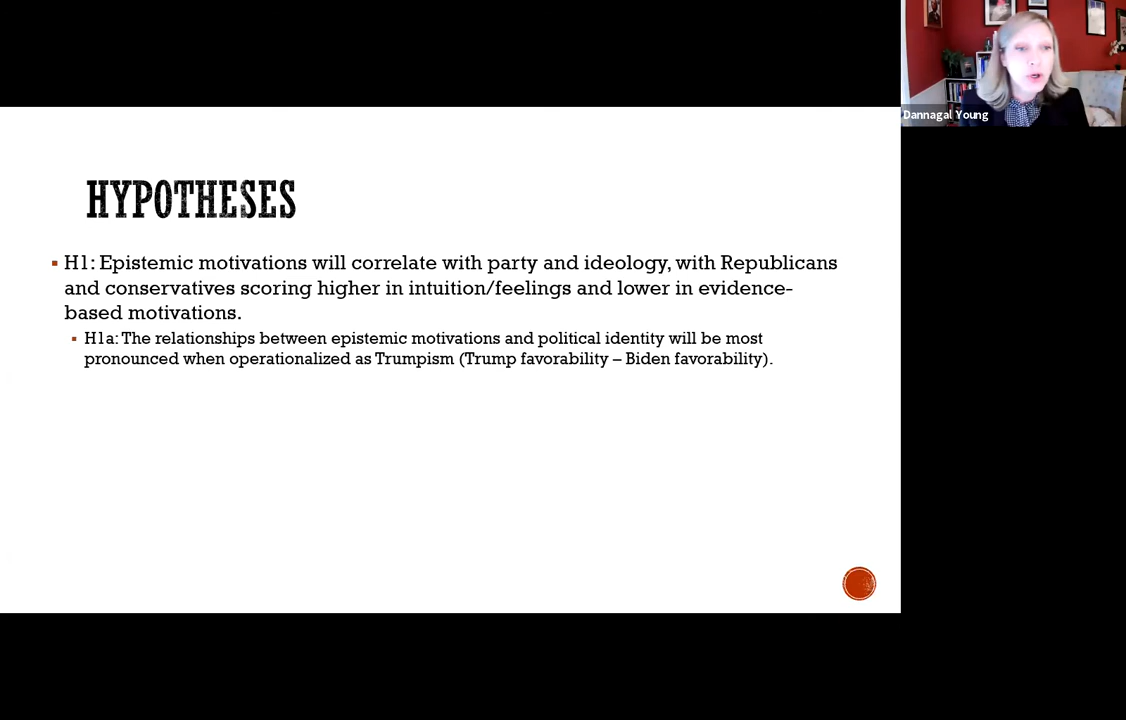 Dannagal Young
HYPOTHESES
▪ H1: Epistemic motivations will correlate with party and ideology, with Republicans
and conservatives scoring higher in intuition/feelings and lower in evidence-
based motivations.
▪ H1a: The relationships between epistemic motivations and political identity will be most
pronounced when operationalized as Trumpism (Trump favorability – Biden favorability).